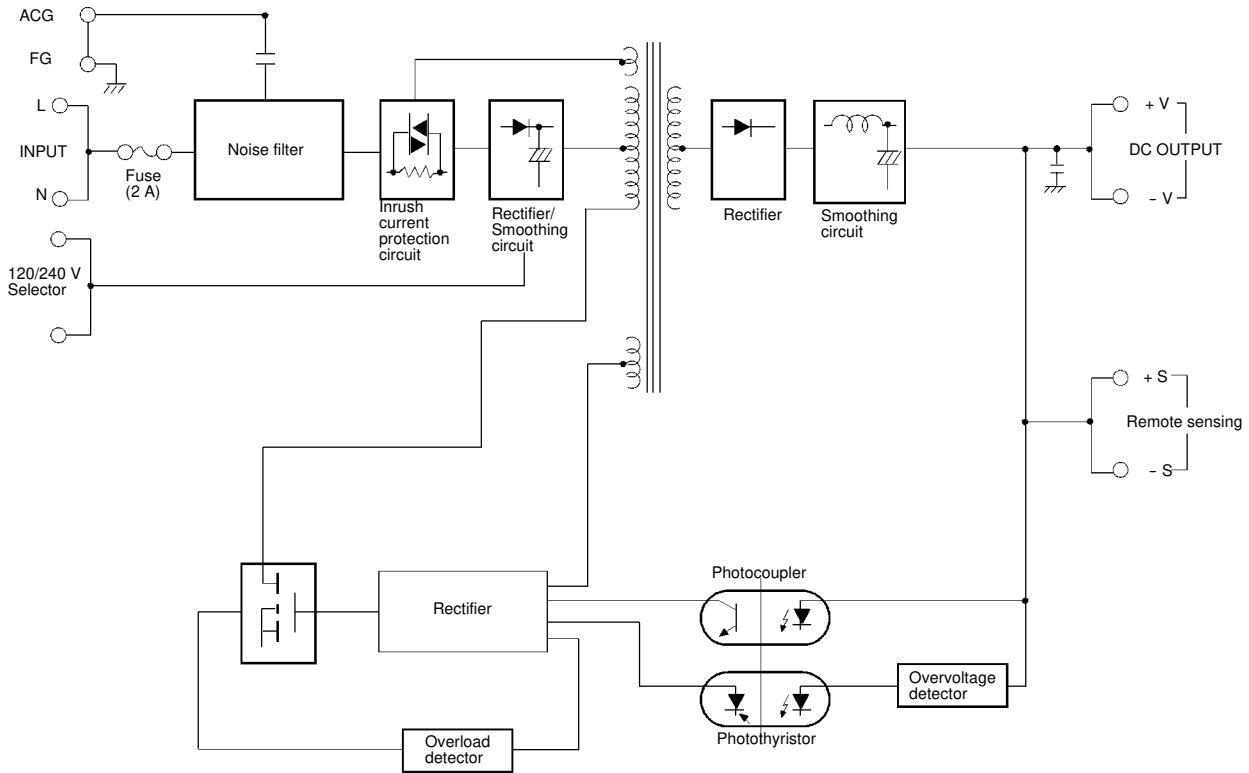 ACG
FG
L
INPUT
N
Fuse
(2 A)
Noise filter
Inrush
current
protection
circuit
Rectifier/
Smoothing
circuit
120/240 V
Selector
Rectifier
Smoothing
circuit
+ V
DC OUTPUT
− V
+ S
Remote sensing
− S
Rectifier
Photocoupler
Photothyristor
Overvoltage
detector
Overload
detector